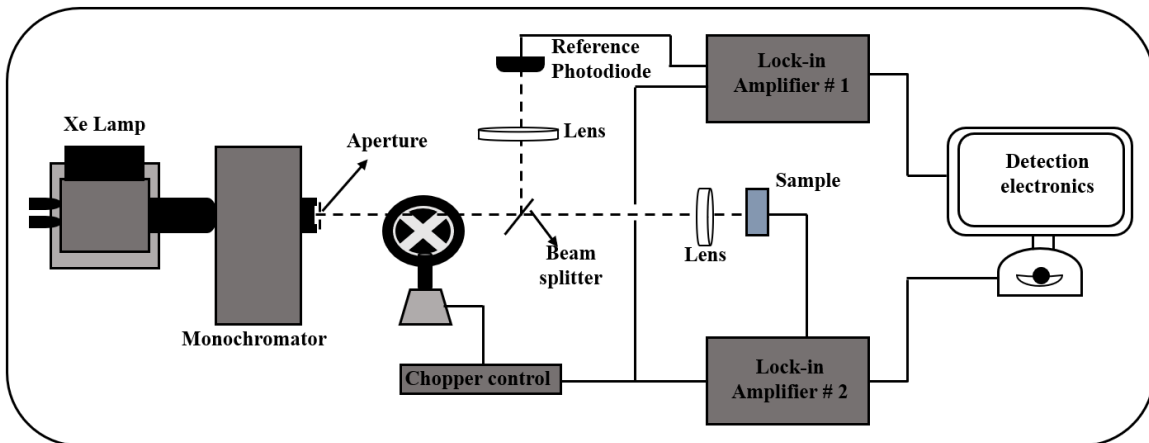 Xe Lamp
Aperture
Monochromator
Chopper control
Beam
splitter
Reference
Photodiode
Lens
Lens
Sample
Lock-in
Amplifier # 1
Lock-in
Amplifier # 2
Detection
electronics